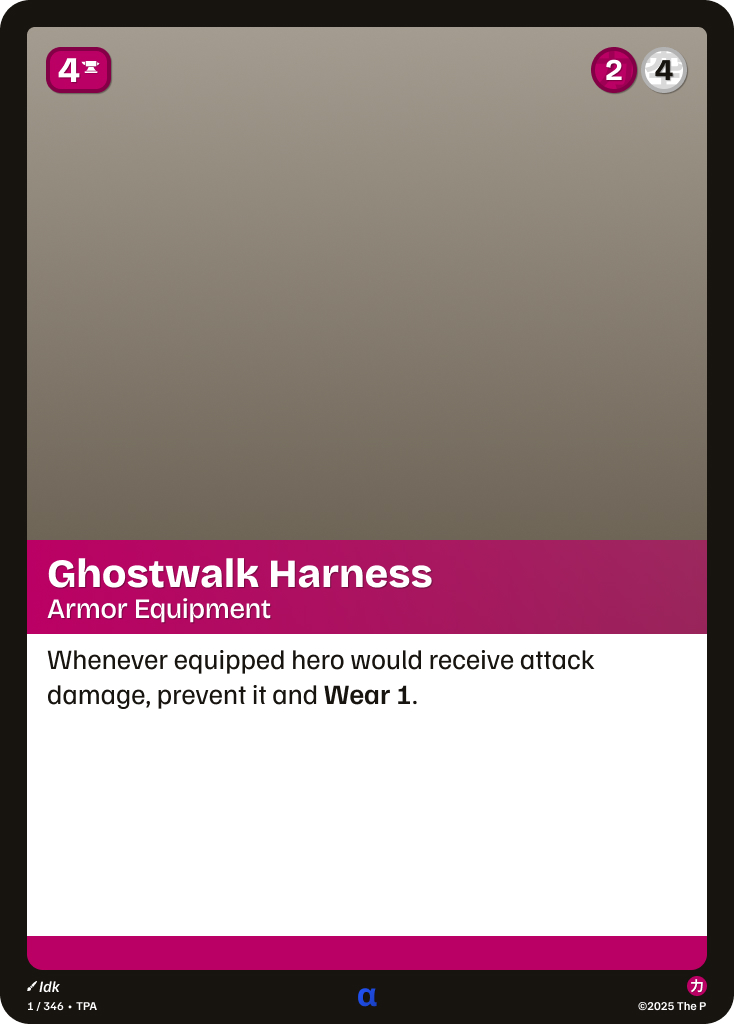 4
2 4
Ghostwalk Harness
Armor Equipment
Whenever equipped hero would receive attack
damage, prevent it and Wear 1.
Idk
1 / 346 • TPA
α
力
©2025 The P